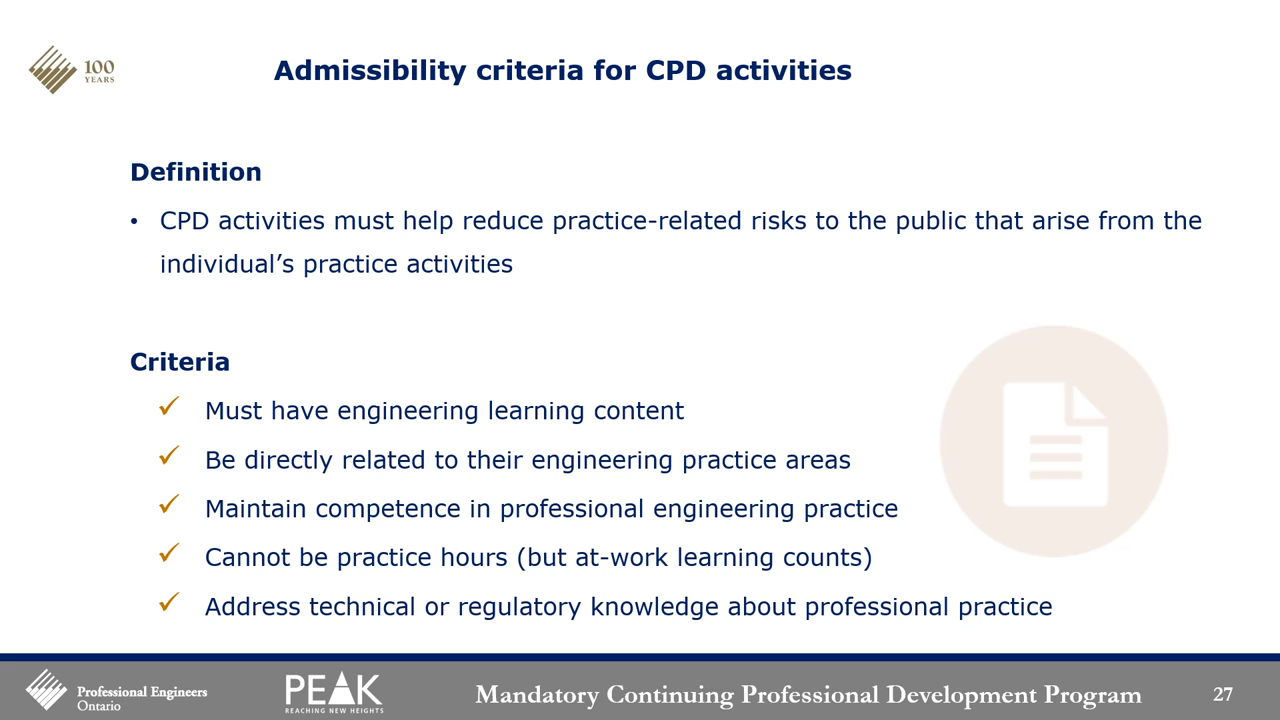 100
YEARS
Admissibility criteria for CPD activities
Definition
• CPD activities must help reduce practice-related risks to the public that arise from the
individual’s practice activities
Criteria
✓ Must have engineering learning content
✓ Be directly related to their engineering practice areas
✓ Maintain competence in professional engineering practice
✓ Cannot be practice hours (but at-work learning counts)
✓ Address technical or regulatory knowledge about professional practice
Professional Engineers
Ontario
PEAK
REACHING NEW HEIGHTS
Mandatory Continuing Professional Development Program
27